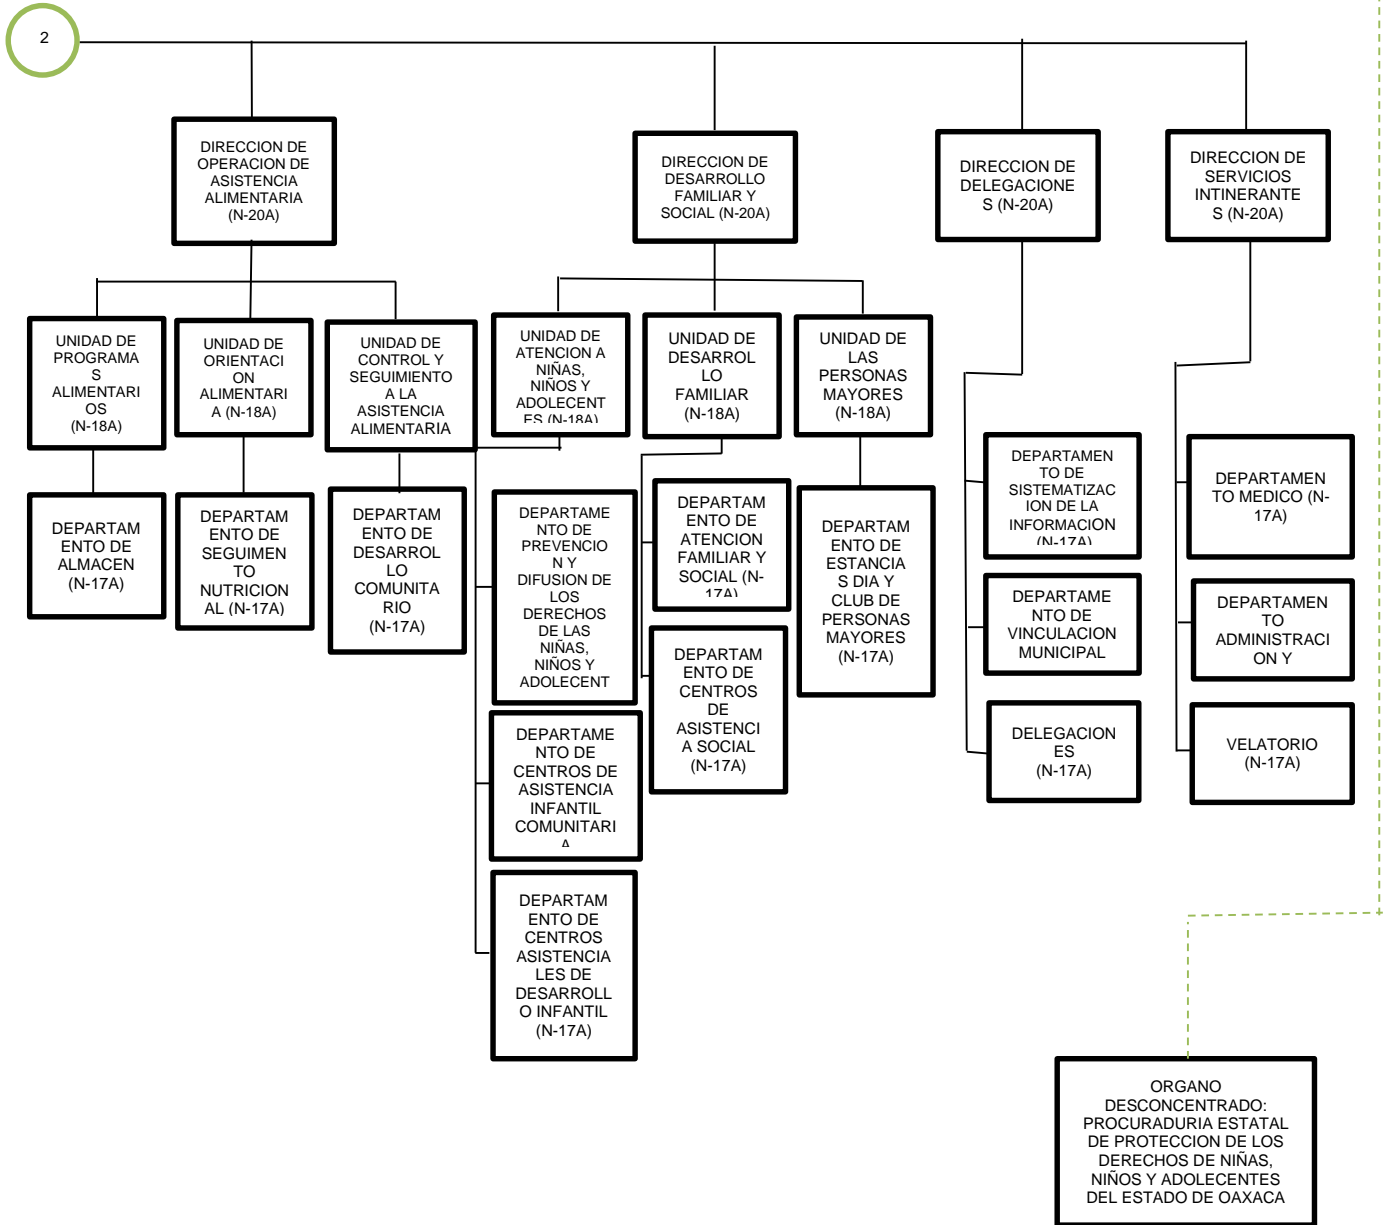 2
DIRECCION DE
OPERACION DE
ASISTENCIA
ALIMENTARIA
(N-20A)
DIRECCION DE
DESARROLLO
FAMILIAR Y
SOCIAL (N-20A)
DIRECCION DE
DELEGACIONE
S (N-20A)
DIRECCION DE
SERVICIOS
INTINERANTE
S (N-20A)
UNIDAD DE
PROGRAMA
S
ALIMENTARI
OS
(N-18A)
UNIDAD DE
ORIENTACI
ON
ALIMENTARI
A (N-18A)
UNIDAD DE
CONTROL Y
SEGUIMIENTO
A LA
ASISTENCIA
ALIMENTARIA
UNIDAD DE
ATENCION A
NIÑAS,
NIÑOS Y
ADOLECENT
ES (N-18A)
UNIDAD DE
DESARROL
LO
FAMILIAR
(N-18A)
UNIDAD DE
LAS
PERSONAS
MAYORES
(N-18A)
DEPARTAM
ENTO DE
ALMACEN
(N-17A)
DEPARTAM
ENTO DE
SEGUIMEN
TO
NUTRICION
AL (N-17A)
DEPARTAM
ENTO DE
DESARROL
LO
COMUNITA
RIO
(N-17A)
DEPARTAME
NTO DE
PREVENCIO
N Y
DIFUSION DE
LOS
DERECHOS
DE LAS
NIÑAS,
NIÑOS Y
ADOLECENT
DEPARTAME
NTO DE
CENTROS DE
ASISTENCIA
INFANTIL
COMUNITARI
A
DEPARTAM
ENTO DE
CENTROS
ASISTENCIA
LES DE
DESARROLL
O INFANTIL
(N-17A)
DEPARTAM
ENTO DE
ATENCION
FAMILIAR Y
SOCIAL (N-
17A)
DEPARTAM
ENTO DE
CENTROS
DE
ASISTENCI
A SOCIAL
(N-17A)
DEPARTAM
ENTO DE
ESTANCIA
S DIA Y
CLUB DE
PERSONAS
MAYORES
(N-17A)
DEPARTAMEN
TO DE
SISTEMATIZAC
ION DE LA
INFORMACION
(N-17A)
DEPARTAME
NTO DE
VINCULACION
MUNICIPAL
DELEGACION
ES
(N-17A)
DEPARTAMEN
TO MEDICO (N-
17A)
DEPARTAMEN
TO
ADMINISTRACI
ON Y
VELATORIO
(N-17A)
ORGANO
DESCONCENTRADO:
PROCURADURIA ESTATAL
DE PROTECCION DE LOS
DERECHOS DE NIÑAS,
NIÑOS Y ADOLECENTES
DEL ESTADO DE OAXACA